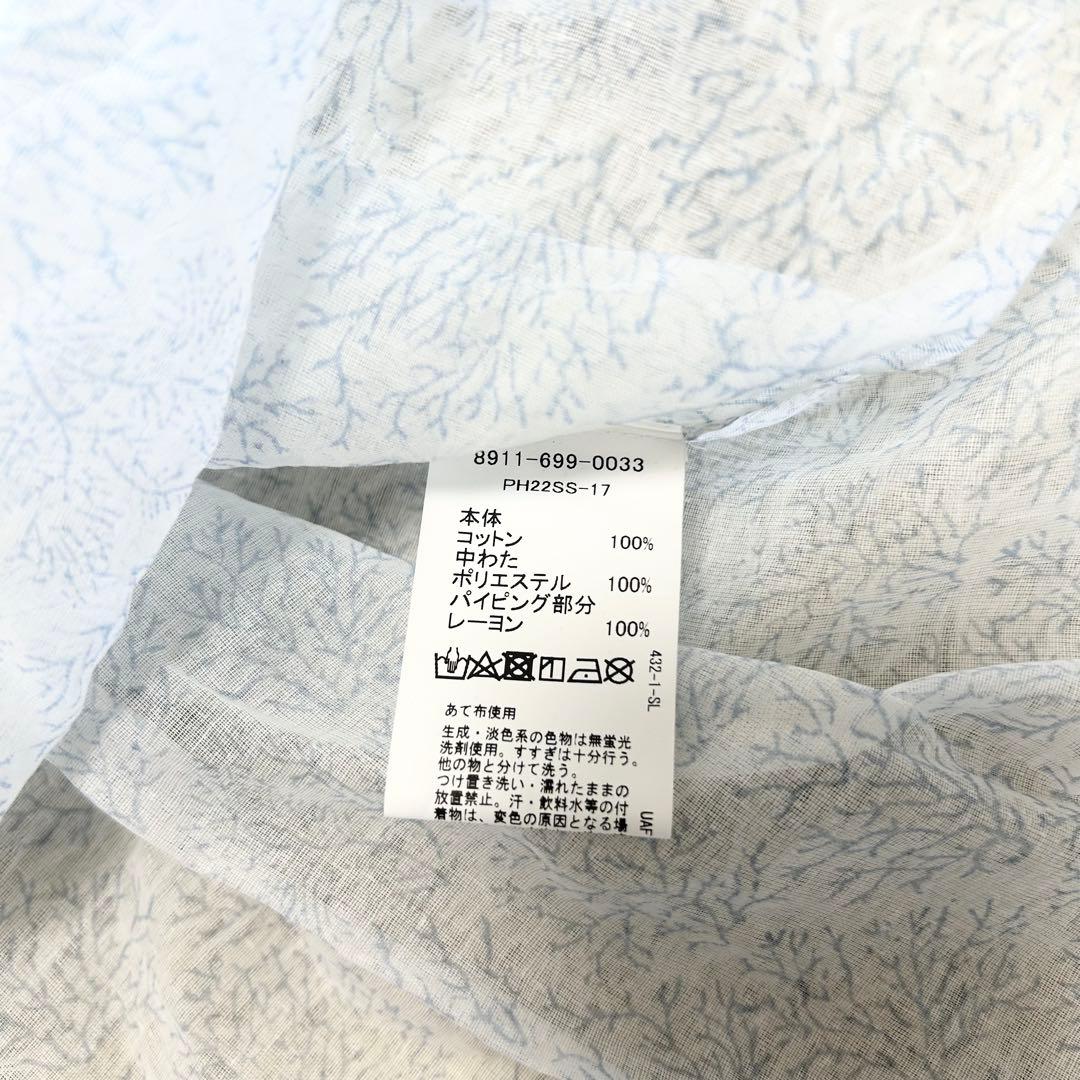 8911-699-0033
PH22SS-17
本体
コットン 100%
中わた
ポリエステル 100%
パイピング部分
レーヨン 100%
432-1-SL
あて布使用
生成・淡色系の色物は無蛍光
洗剤使用。すすぎは十分行う。
他の物と分けて洗う。
つけ置き洗い・濡れたままの
放置禁止。汗・飲料水等の付
着物は、変色の原因となる場
UAF